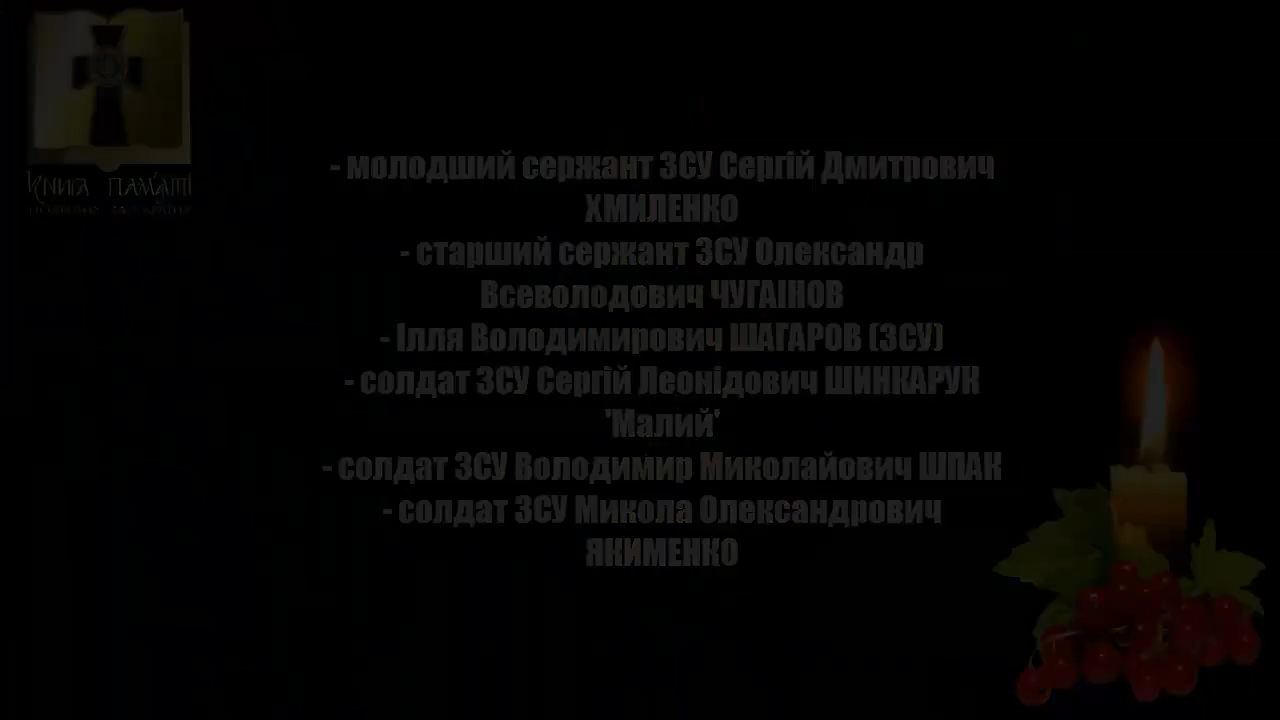 КНИГА ПАМ'ЯТІ
- молодший сержант ЗСУ Сергій Дмитрович
ХМИЛЕНКО
- старший сержант ЗСУ Олександр
Всеволодович ЧУГАІНОВ
- Ілля Володимирович ШАГАРОВ (ЗСУ)
- солдат ЗСУ Сергій Леонідович ШИНКАРУК
'Малий'
- солдат ЗСУ Володимир Миколайович ШПАК
- солдат ЗСУ Микола Олександрович
ЯКИМЕНКО